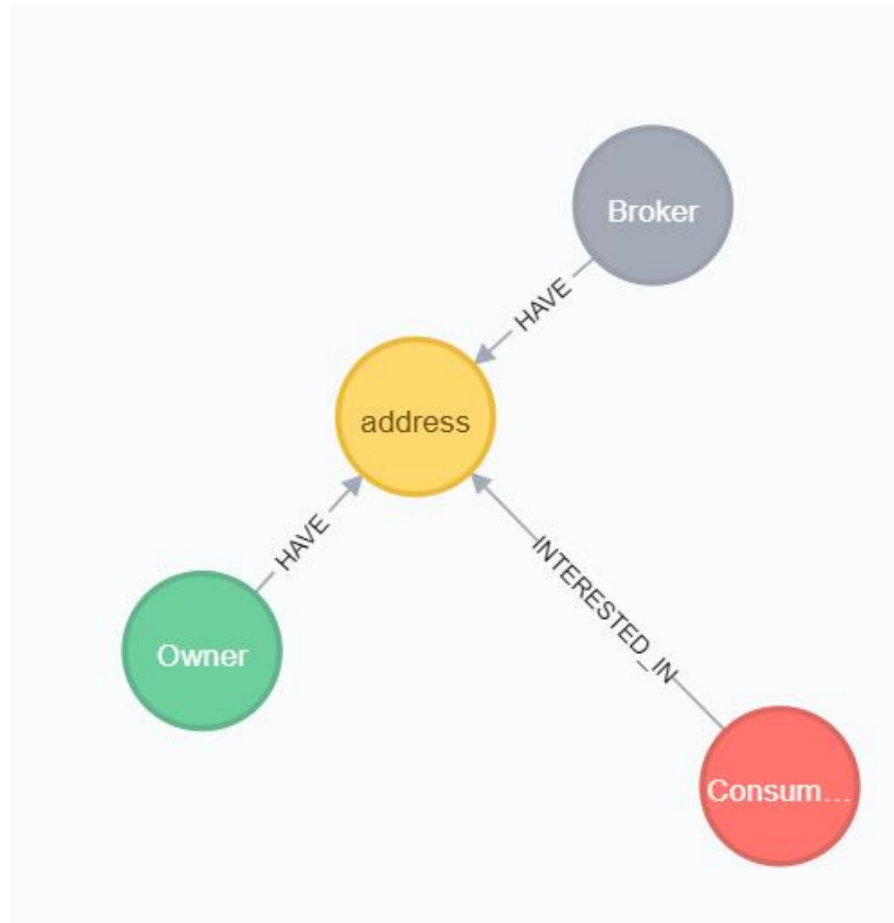 Broker
HAVE
address
HAVE
INTERESTED_IN
Owner
Consum...